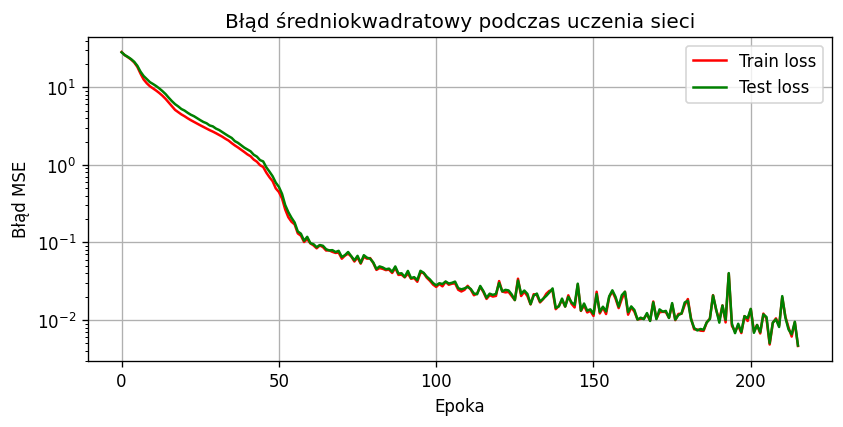 Błąd średniokwadratowy podczas uczenia sieci
Train loss
Test loss
Błąd MSE
10¹
10⁰
10⁻¹
10⁻²
0 50 100 150 200
Epoka